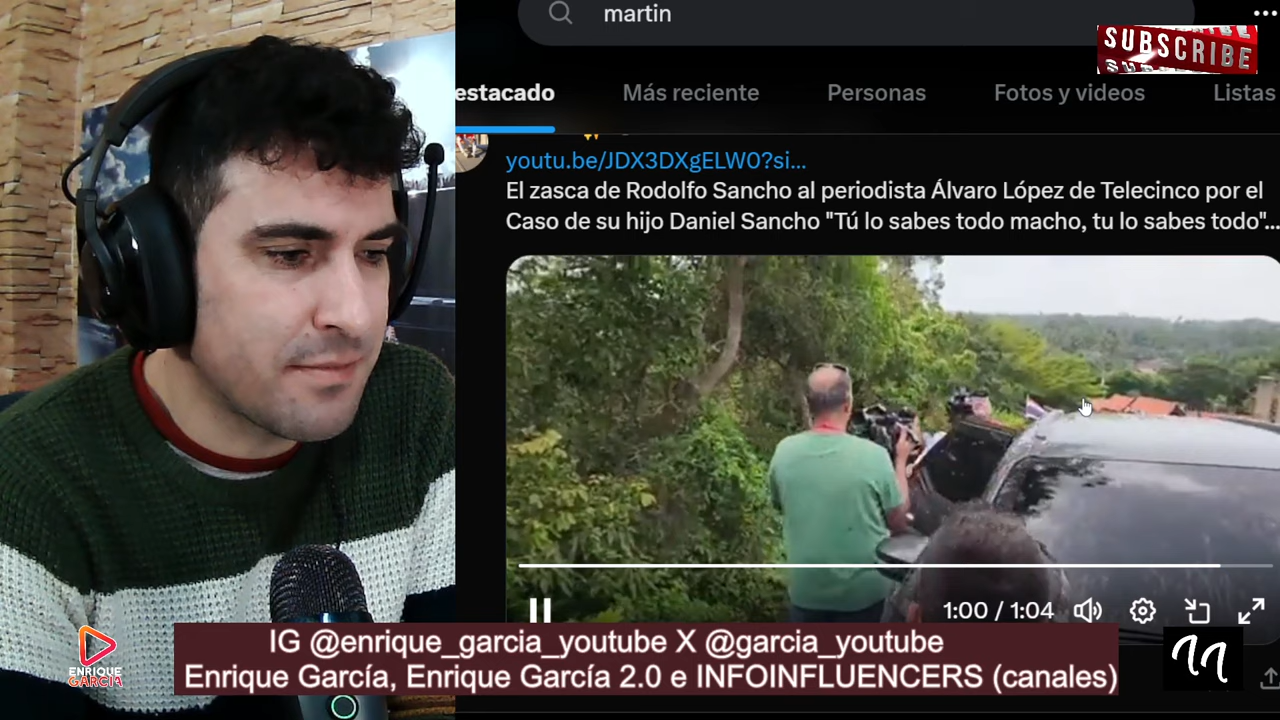 martin
SUBSCRIBE
estacado
Más reciente
Personas
Fotos y videos
Listas
youtu.be/JDX3DXgELW0?si...
El zasca de Rodolfo Sancho al periodista Álvaro López de Telecinco por el
Caso de su hijo Daniel Sancho "Tú lo sabes todo macho, tu lo sabes todo"...
1:00 / 1:04
IG @enrique_garcia_youtube X @garcia_youtube
Enrique García, Enrique García 2.0 e INFOINFLUENCERS (canales)
ENRIQUE
GARCÍA